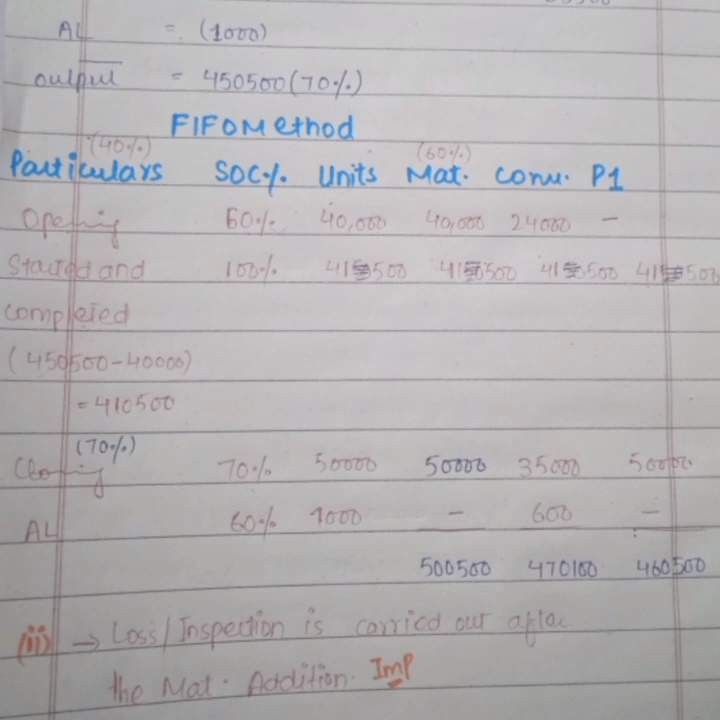 AL = (1000)
output = 450500 (70%)
FIFO Method
(40%) (60%)
Particulars SOC% Units Mat. Conv. P1
Opening 60% 40,000 40,000 24000 -
Started and 100% 410500 410500 410500 410500
completed
(450500-40000)
= 410500
(70%)
Closing 70% 50000 50000 35000 50000
AL 60% 1000 - 600 -
500500 470100 460500
(ii) → Loss/Inspection is carried out after
the Mat. Addition. Imp